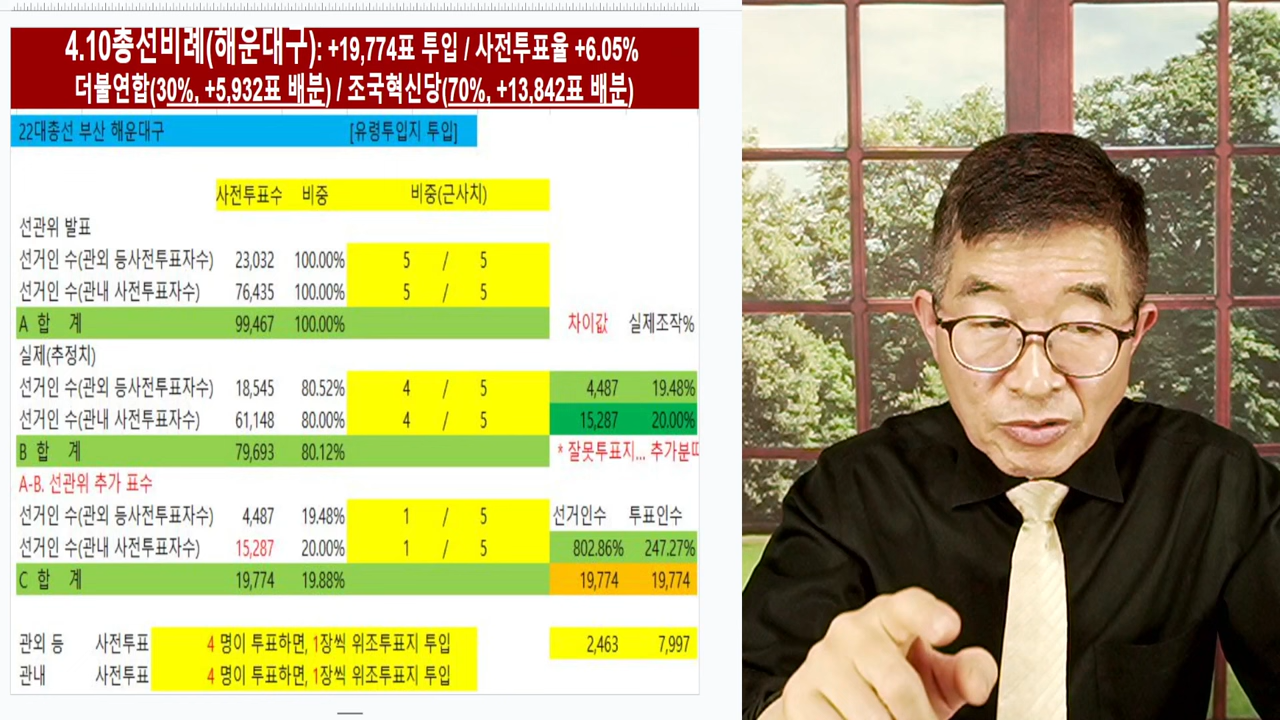 4.10총선비례(해운대구): +19,774표 투입 / 사전투표율 +6.05%
더불연합(30%, +5,932표 배분) / 조국혁신당(70%, +13,842표 배분)
22대총선 부산 해운대구 [유령투입지 투입]
사전투표수 비중 비중(근사치)
선관위 발표
선거인 수(관외 등사전투표자수) 23,032 100.00% 5 / 5
선거인 수(관내 사전투표자수) 76,435 100.00% 5 / 5
A 합 계 99,467 100.00% 차이값 실제조작%
실제(추정치)
선거인 수(관외 등사전투표자수) 18,545 80.52% 4 / 5 4,487 19.48%
선거인 수(관내 사전투표자수) 61,148 80.00% 4 / 5 15,287 20.00%
B 합 계 79,693 80.12% * 잘못투표지... 추가분
A-B. 선관위 추가 표수
선거인 수(관외 등사전투표자수) 4,487 19.48% 1 / 5 선거인수 투표인수
선거인 수(관내 사전투표자수) 15,287 20.00% 1 / 5 802.86% 247.27%
C 합 계 19,774 19.88% 19,774 19,774
관외 등 사전투표 4 명이 투표하면, 1장씩 위조투표지 투입 2,463 7,997
관내 사전투표 4 명이 투표하면, 1장씩 위조투표지 투입